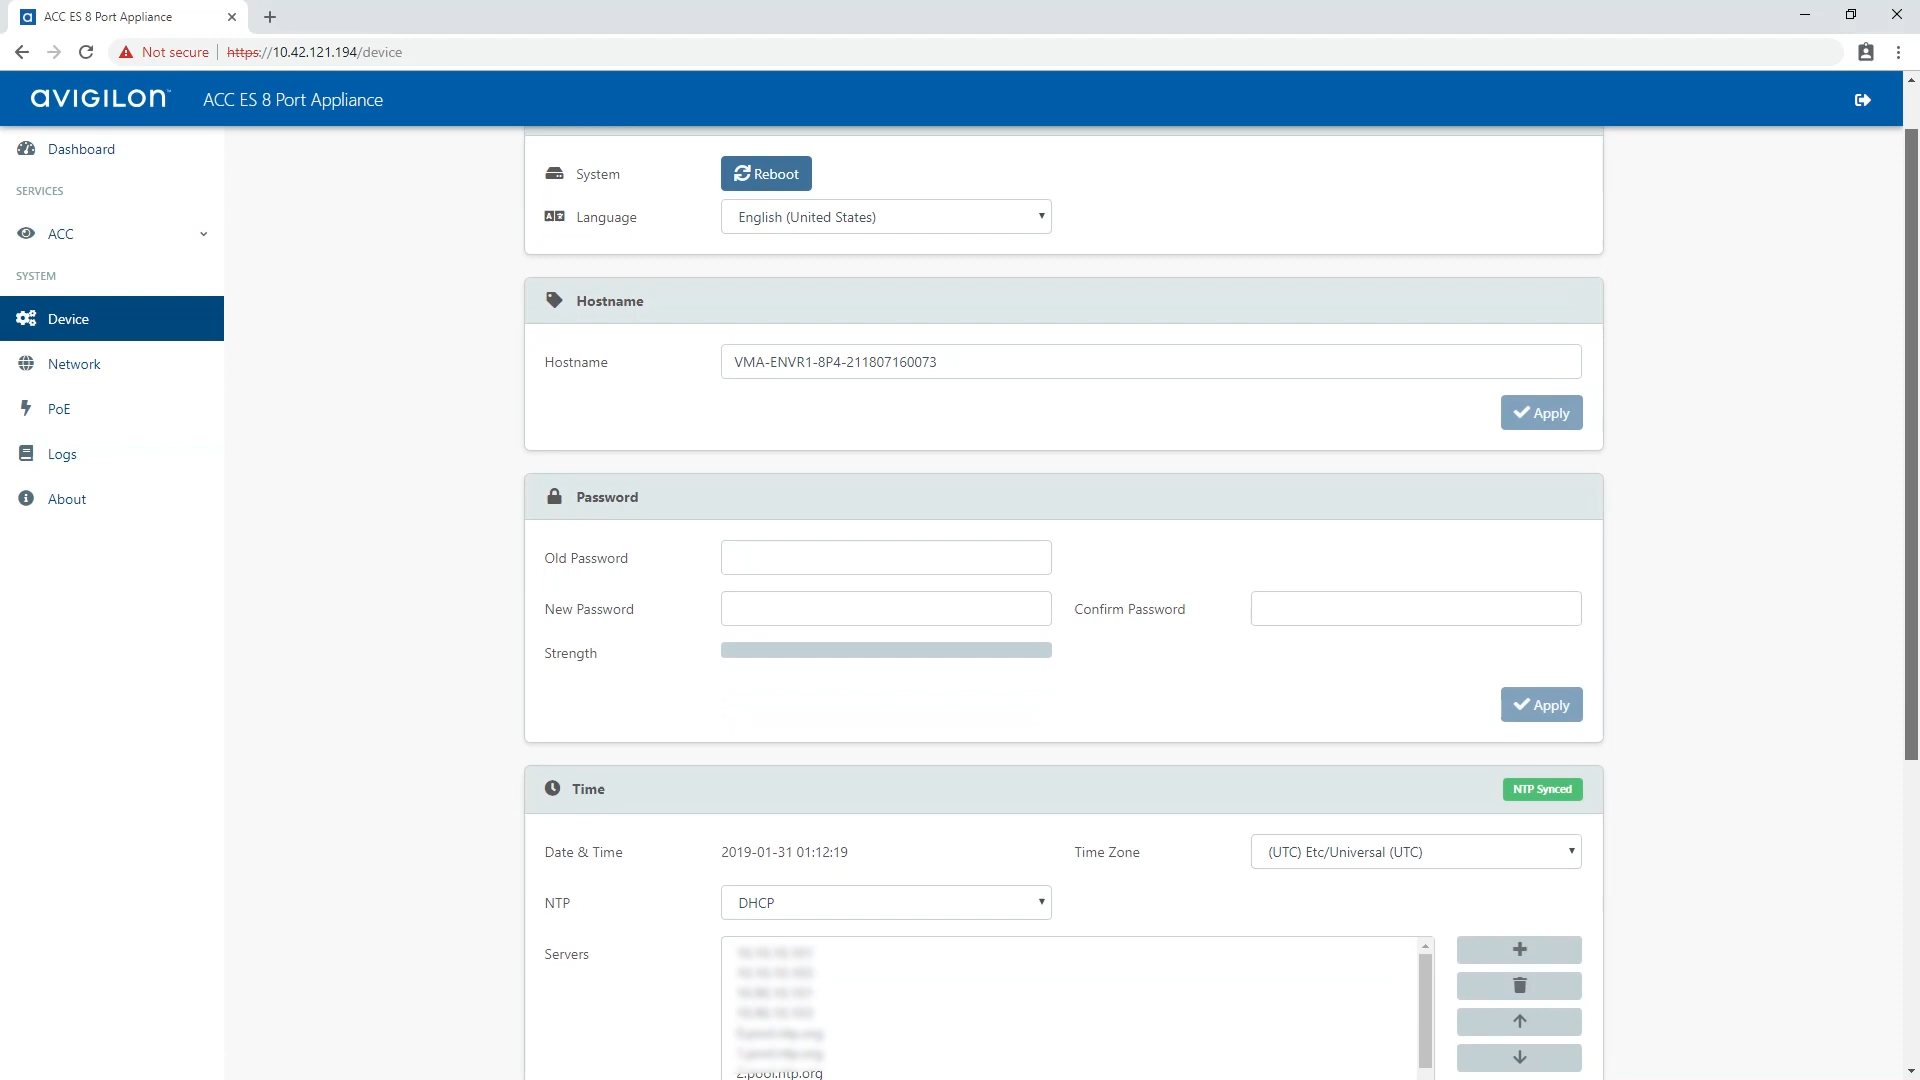 ACC ES 8 Port Appliance
Not secure
https://10.42.121.194/device
AVIGILON
ACC ES 8 Port Appliance
Dashboard
SERVICES
ACC
SYSTEM
Device
Network
PoE
Logs
About
System
Reboot
Language
English (United States)
Hostname
Hostname
VMA-ENVR1-8P4-211807160073
Apply
Password
Old Password
New Password
Confirm Password
Strength
Apply
Time
NTP Synced
Date & Time
2019-01-31 01:12:19
Time Zone
(UTC) Etc/Universal (UTC)
NTP
DHCP
Servers
2.pool.ntp.org